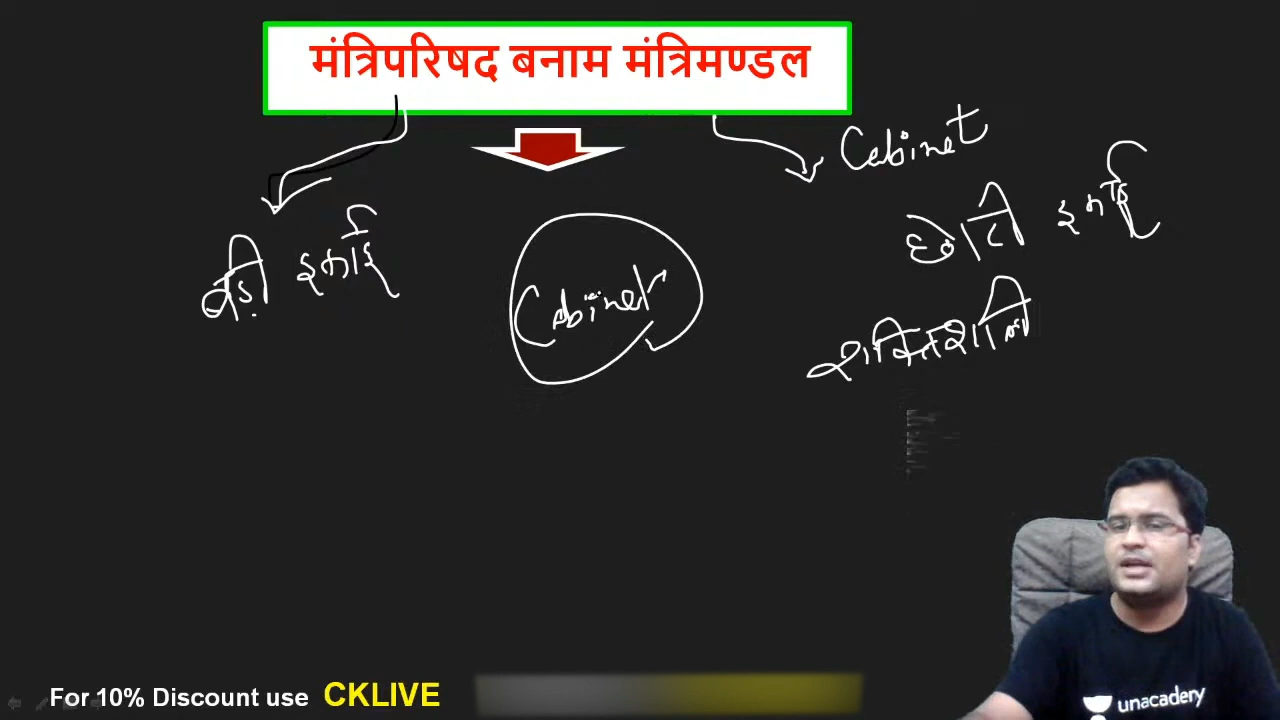 मंत्रिपरिषद बनाम मंत्रिमण्डल
Cabinet
बड़ी इकाई
छोटी इकाई
Cabinet
शक्तिशाली
unacademy
For 10% Discount use CKLIVE